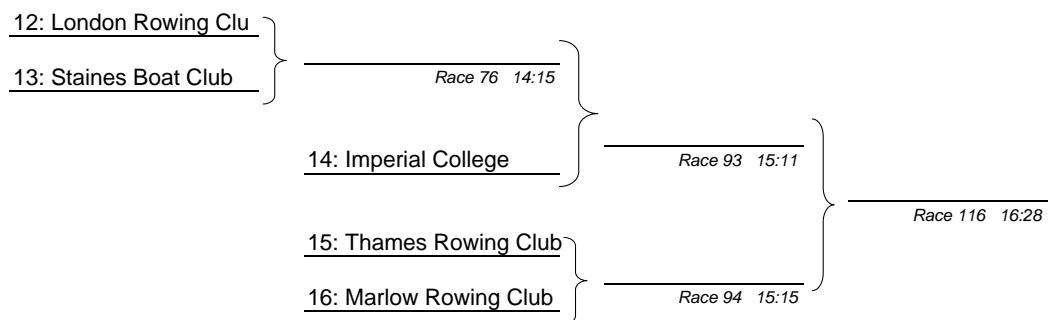 12: London Rowing Clu
13: Staines Boat Club
Race 76 14:15
14: Imperial College
Race 93 15:11
Race 116 16:28
15: Thames Rowing Club
16: Marlow Rowing Club
Race 94 15:15